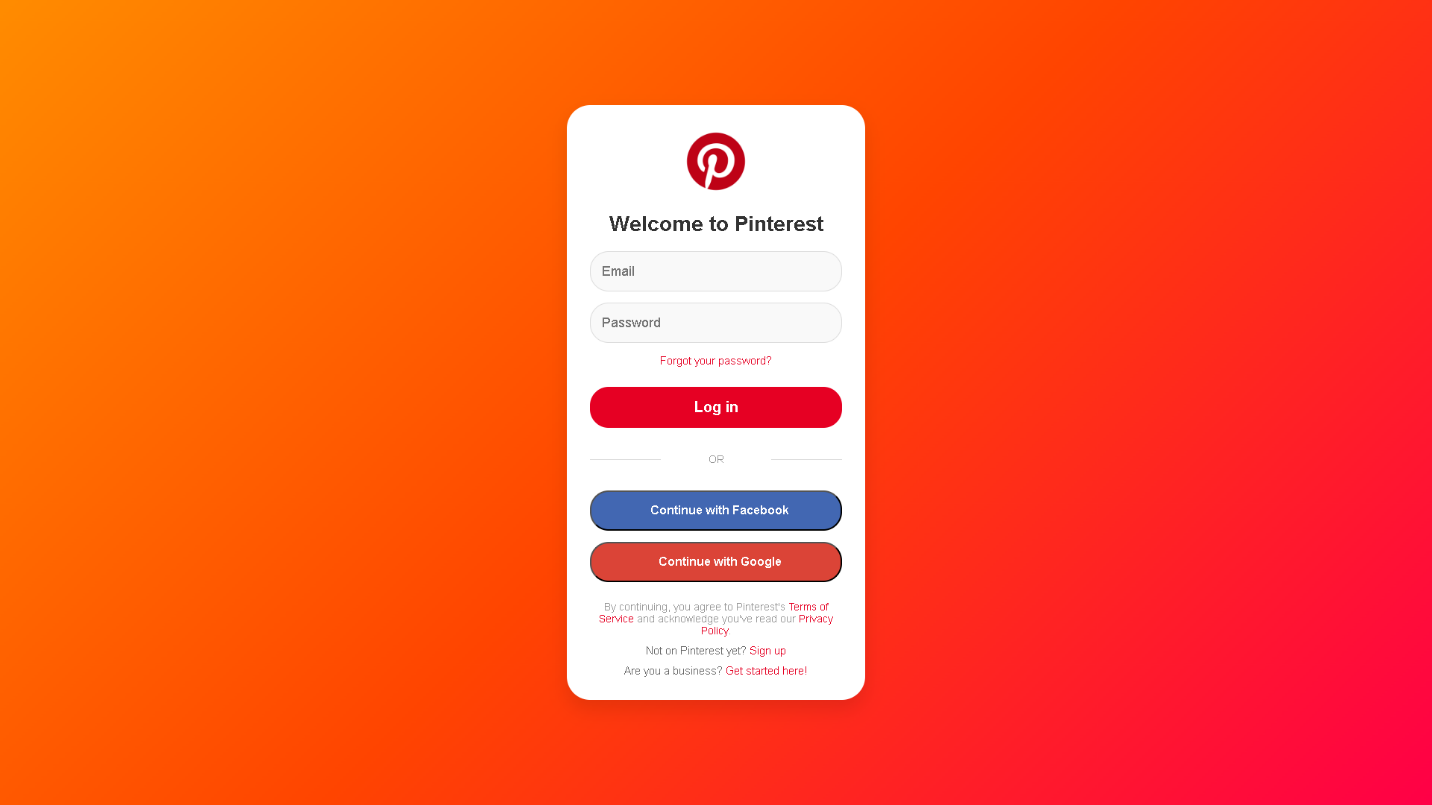 Welcome to Pinterest
Email
Password
Forgot your password?
Log in
OR
Continue with Facebook
Continue with Google
By continuing, you agree to Pinterest's Terms of
Service and acknowledge you've read our Privacy
Policy
Not on Pinterest yet? Sign up
Are you a business? Get started here!